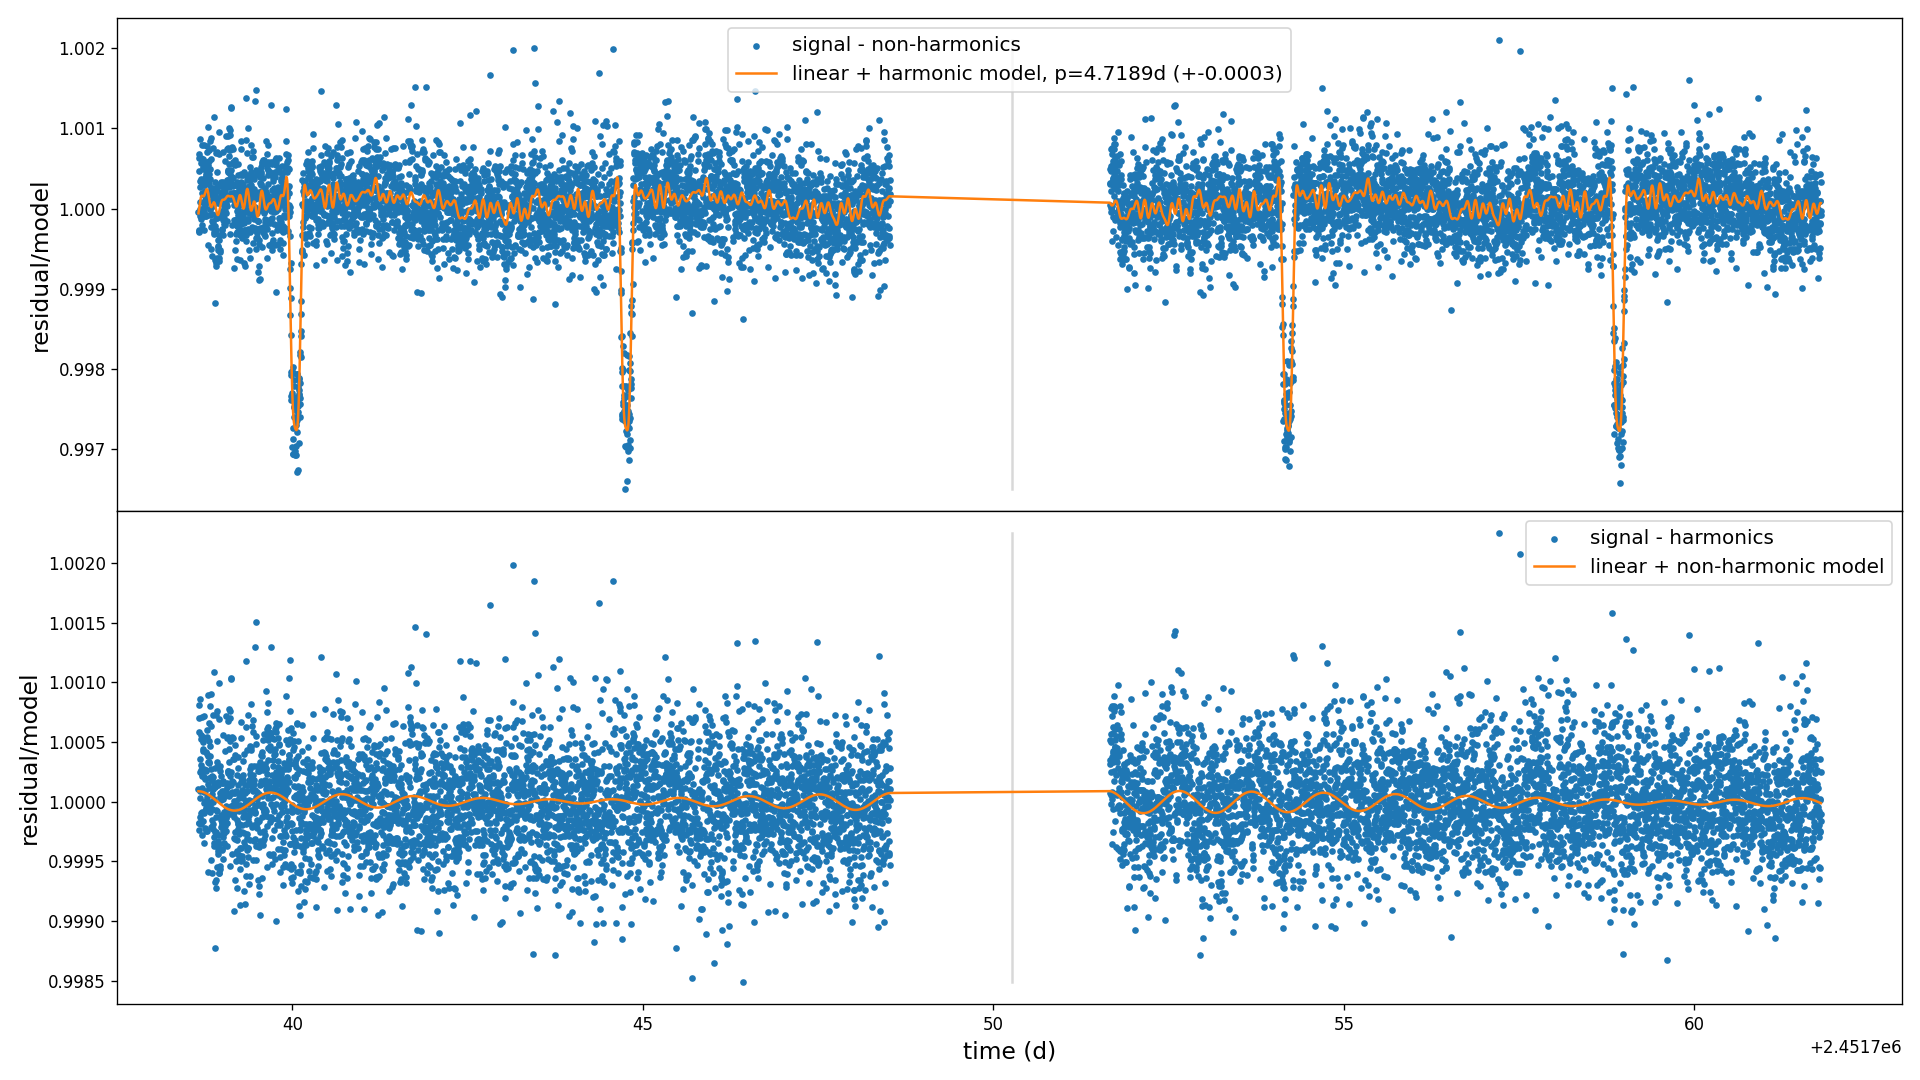 signal - non-harmonics
linear + harmonic model, p=4.7189d (+-0.0003)
residual/model
1.002
1.001
1.000
0.999
0.998
0.997
signal - harmonics
linear + non-harmonic model
residual/model
1.0020
1.0015
1.0010
1.0005
1.0000
0.9995
0.9990
0.9985
40
45
50
55
60
time (d)
+2.4517e6